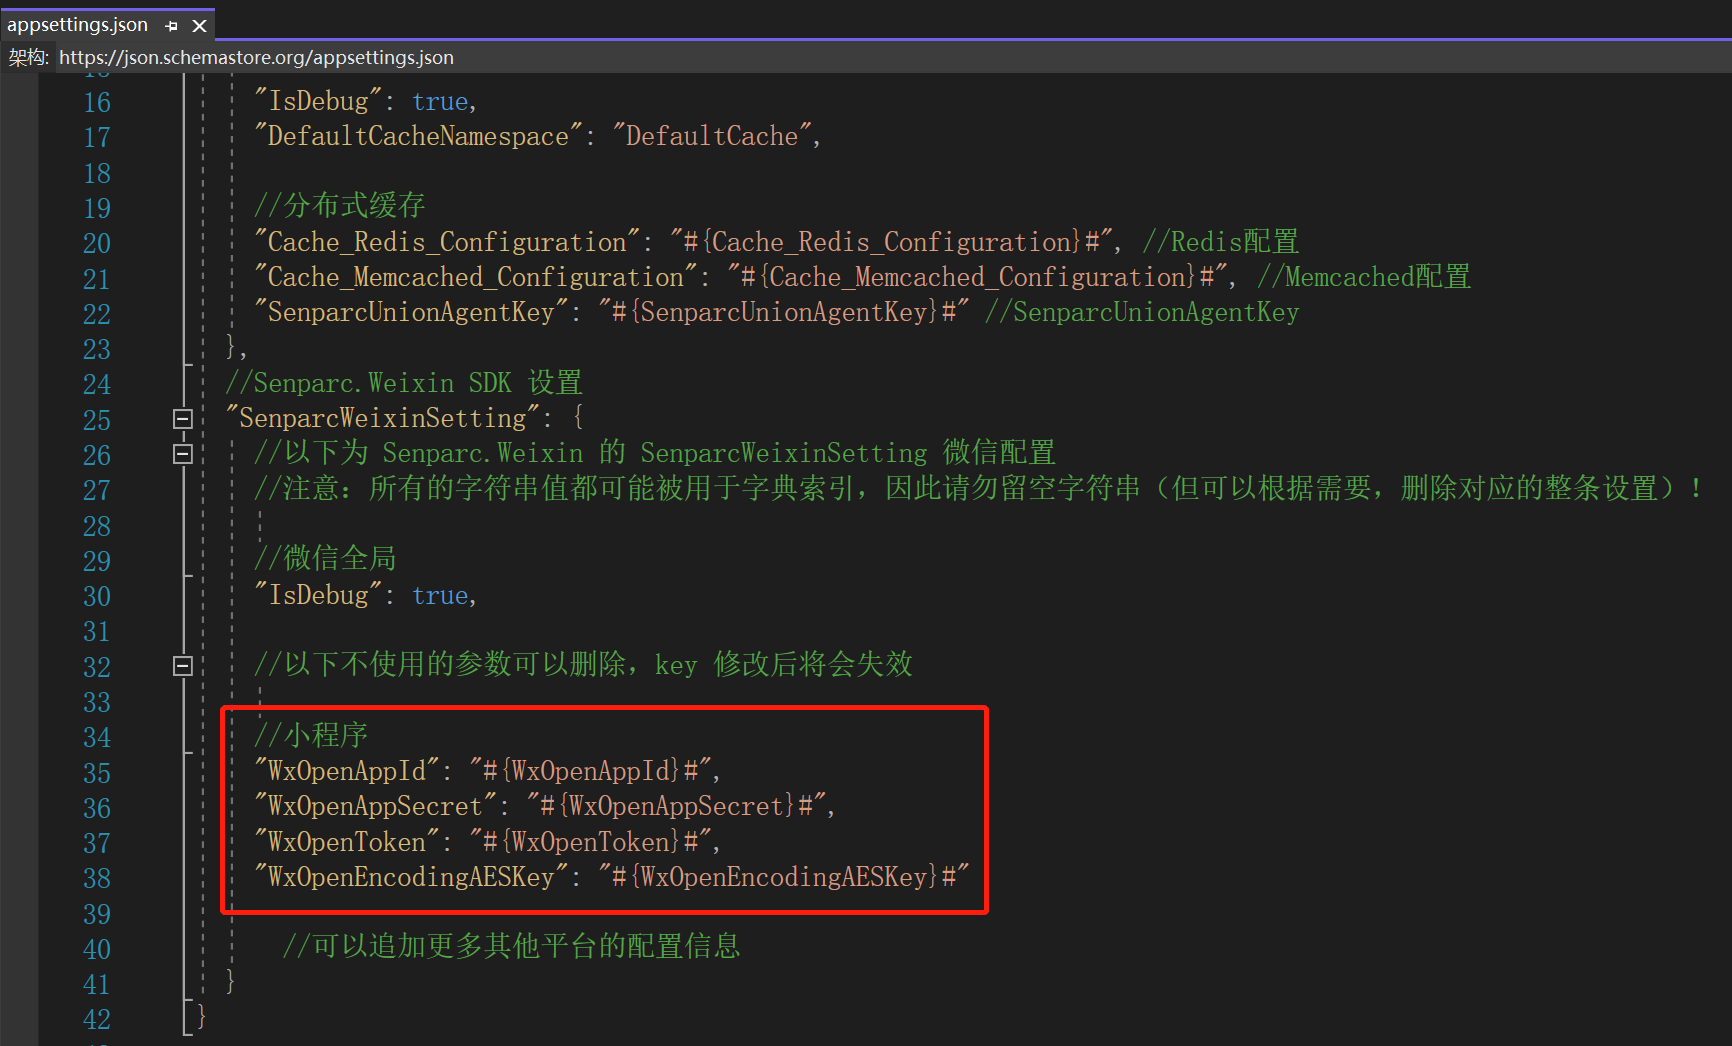 appsettings.json
架构: https://json.schemastore.org/appsettings.json
16 "IsDebug": true,
17 "DefaultCacheNamespace": "DefaultCache",
18
19 //分布式缓存
20 "Cache_Redis_Configuration": "#{Cache_Redis_Configuration}#", //Redis配置
21 "Cache_Memcached_Configuration": "#{Cache_Memcached_Configuration}#", //Memcached配置
22 "SenparcUnionAgentKey": "#{SenparcUnionAgentKey}#" //SenparcUnionAgentKey
23 },
24 //Senparc.Weixin SDK 设置
25 "SenparcWeixinSetting": {
26 //以下为 Senparc.Weixin 的 SenparcWeixinSetting 微信配置
27 //注意：所有的字符串值都可能被用于字典索引，因此请勿留空字符串（但可以根据需要，删除对应的整条设置）！
28
29 //微信全局
30 "IsDebug": true,
31
32 //以下不使用的参数可以删除，key 修改后将会失效
33
34 //小程序
35 "WxOpenAppId": "#{WxOpenAppId}#",
36 "WxOpenAppSecret": "#{WxOpenAppSecret}#",
37 "WxOpenToken": "#{WxOpenToken}#",
38 "WxOpenEncodingAESKey": "#{WxOpenEncodingAESKey}#"
39
40 //可以追加更多其他平台的配置信息
41 }
42 }